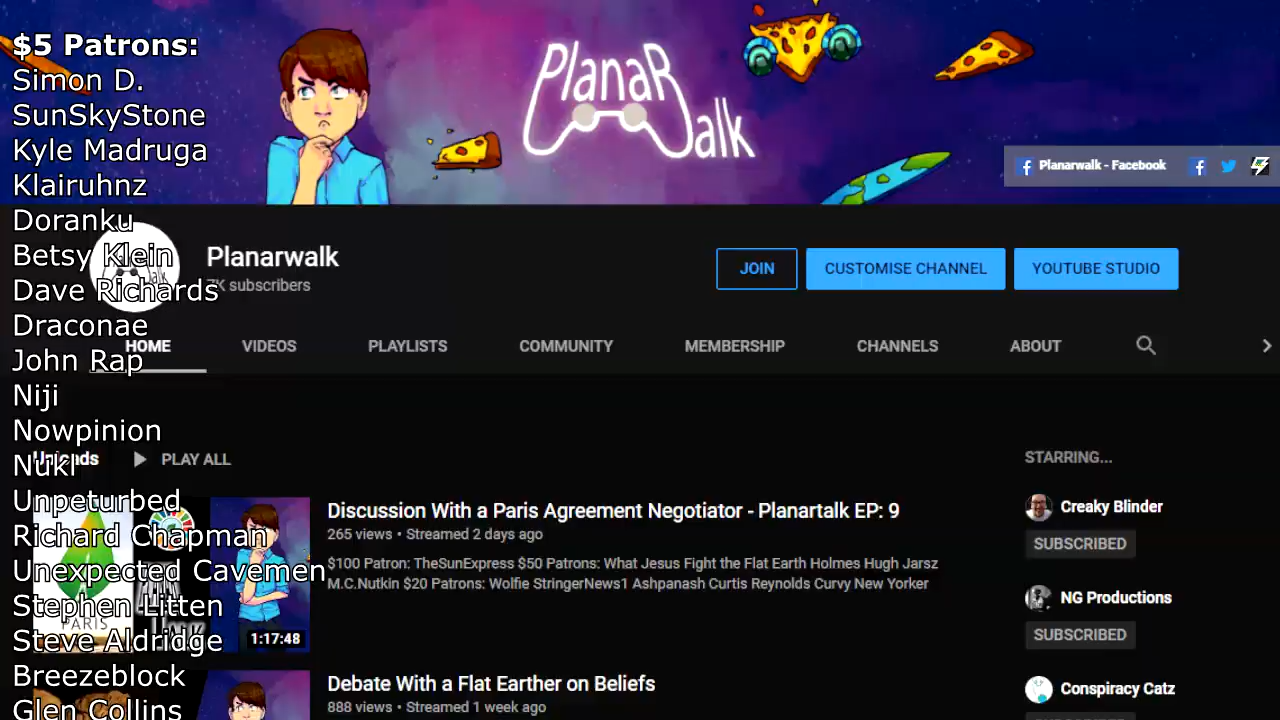 $5 Patrons:
Simon D.
SunSkyStone
Kyle Madruga
Klairuhnz
Doranku
Betsy Klein
Dave Richards
Draconae
John Rap
Niji
Nowpinion
Nuki
Unpeturbed
Richard Chapman
Unexpected Cavemen
Stephen Litten
Steve Aldridge
Breezeblock
Glen Collins
PlanaR
Walk
Planarwalk - Facebook
Planarwalk
7K subscribers
JOIN
CUSTOMISE CHANNEL
YOUTUBE STUDIO
HOME
VIDEOS
PLAYLISTS
COMMUNITY
MEMBERSHIP
CHANNELS
ABOUT
Uploads
PLAY ALL
PARIS
1:17:48
Discussion With a Paris Agreement Negotiator - Planartalk EP: 9
265 views • Streamed 2 days ago
$100 Patron: TheSunExpress $50 Patrons: What Jesus Fight the Flat Earth Holmes Hugh Jarsz
M.C.Nutkin $20 Patrons: Wolfie StringerNews1 Ashpanash Curtis Reynolds Curvy New Yorker
Debate With a Flat Earther on Beliefs
888 views • Streamed 1 week ago
STARRING...
Creaky Blinder
SUBSCRIBED
NG Productions
SUBSCRIBED
Conspiracy Catz